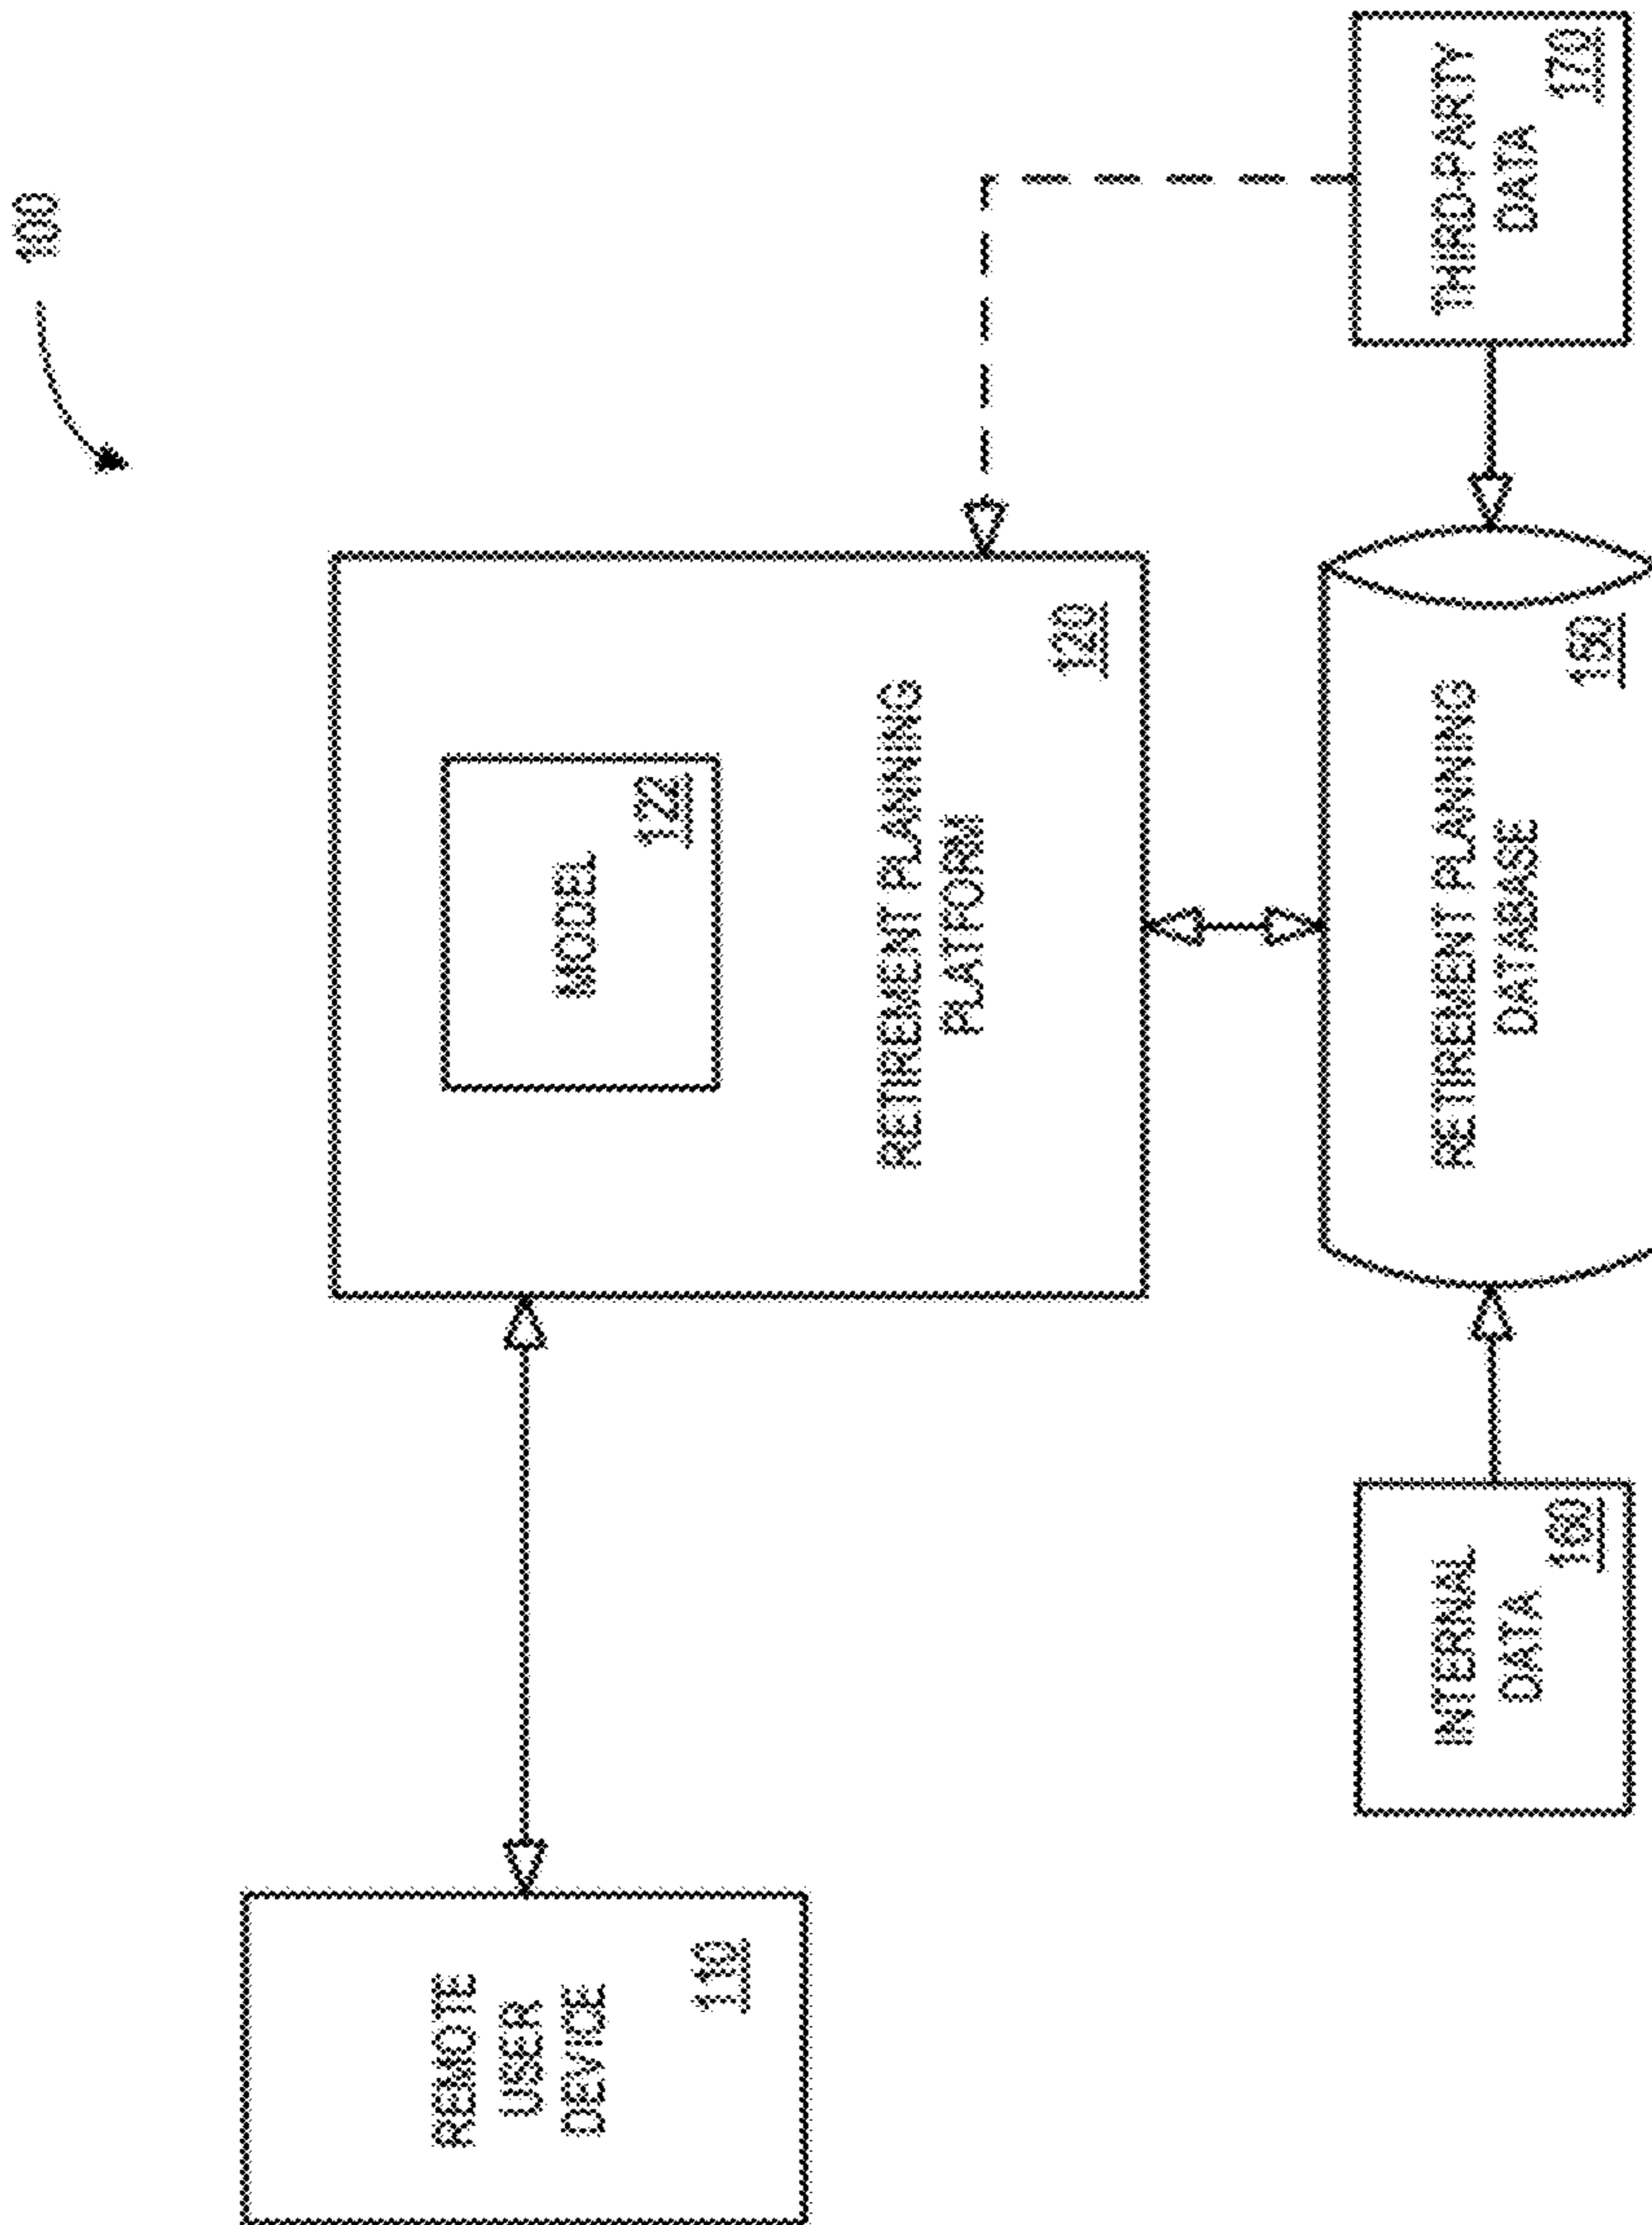 100
REMOTE
USER
DEVICE
110
MODEL
122
RETIREMENT PLANNING
PLATFORM
120
INTERNAL
DATA
160
RETIREMENT PLANNING
DATABASE
150
THIRD-PARTY
DATA
170